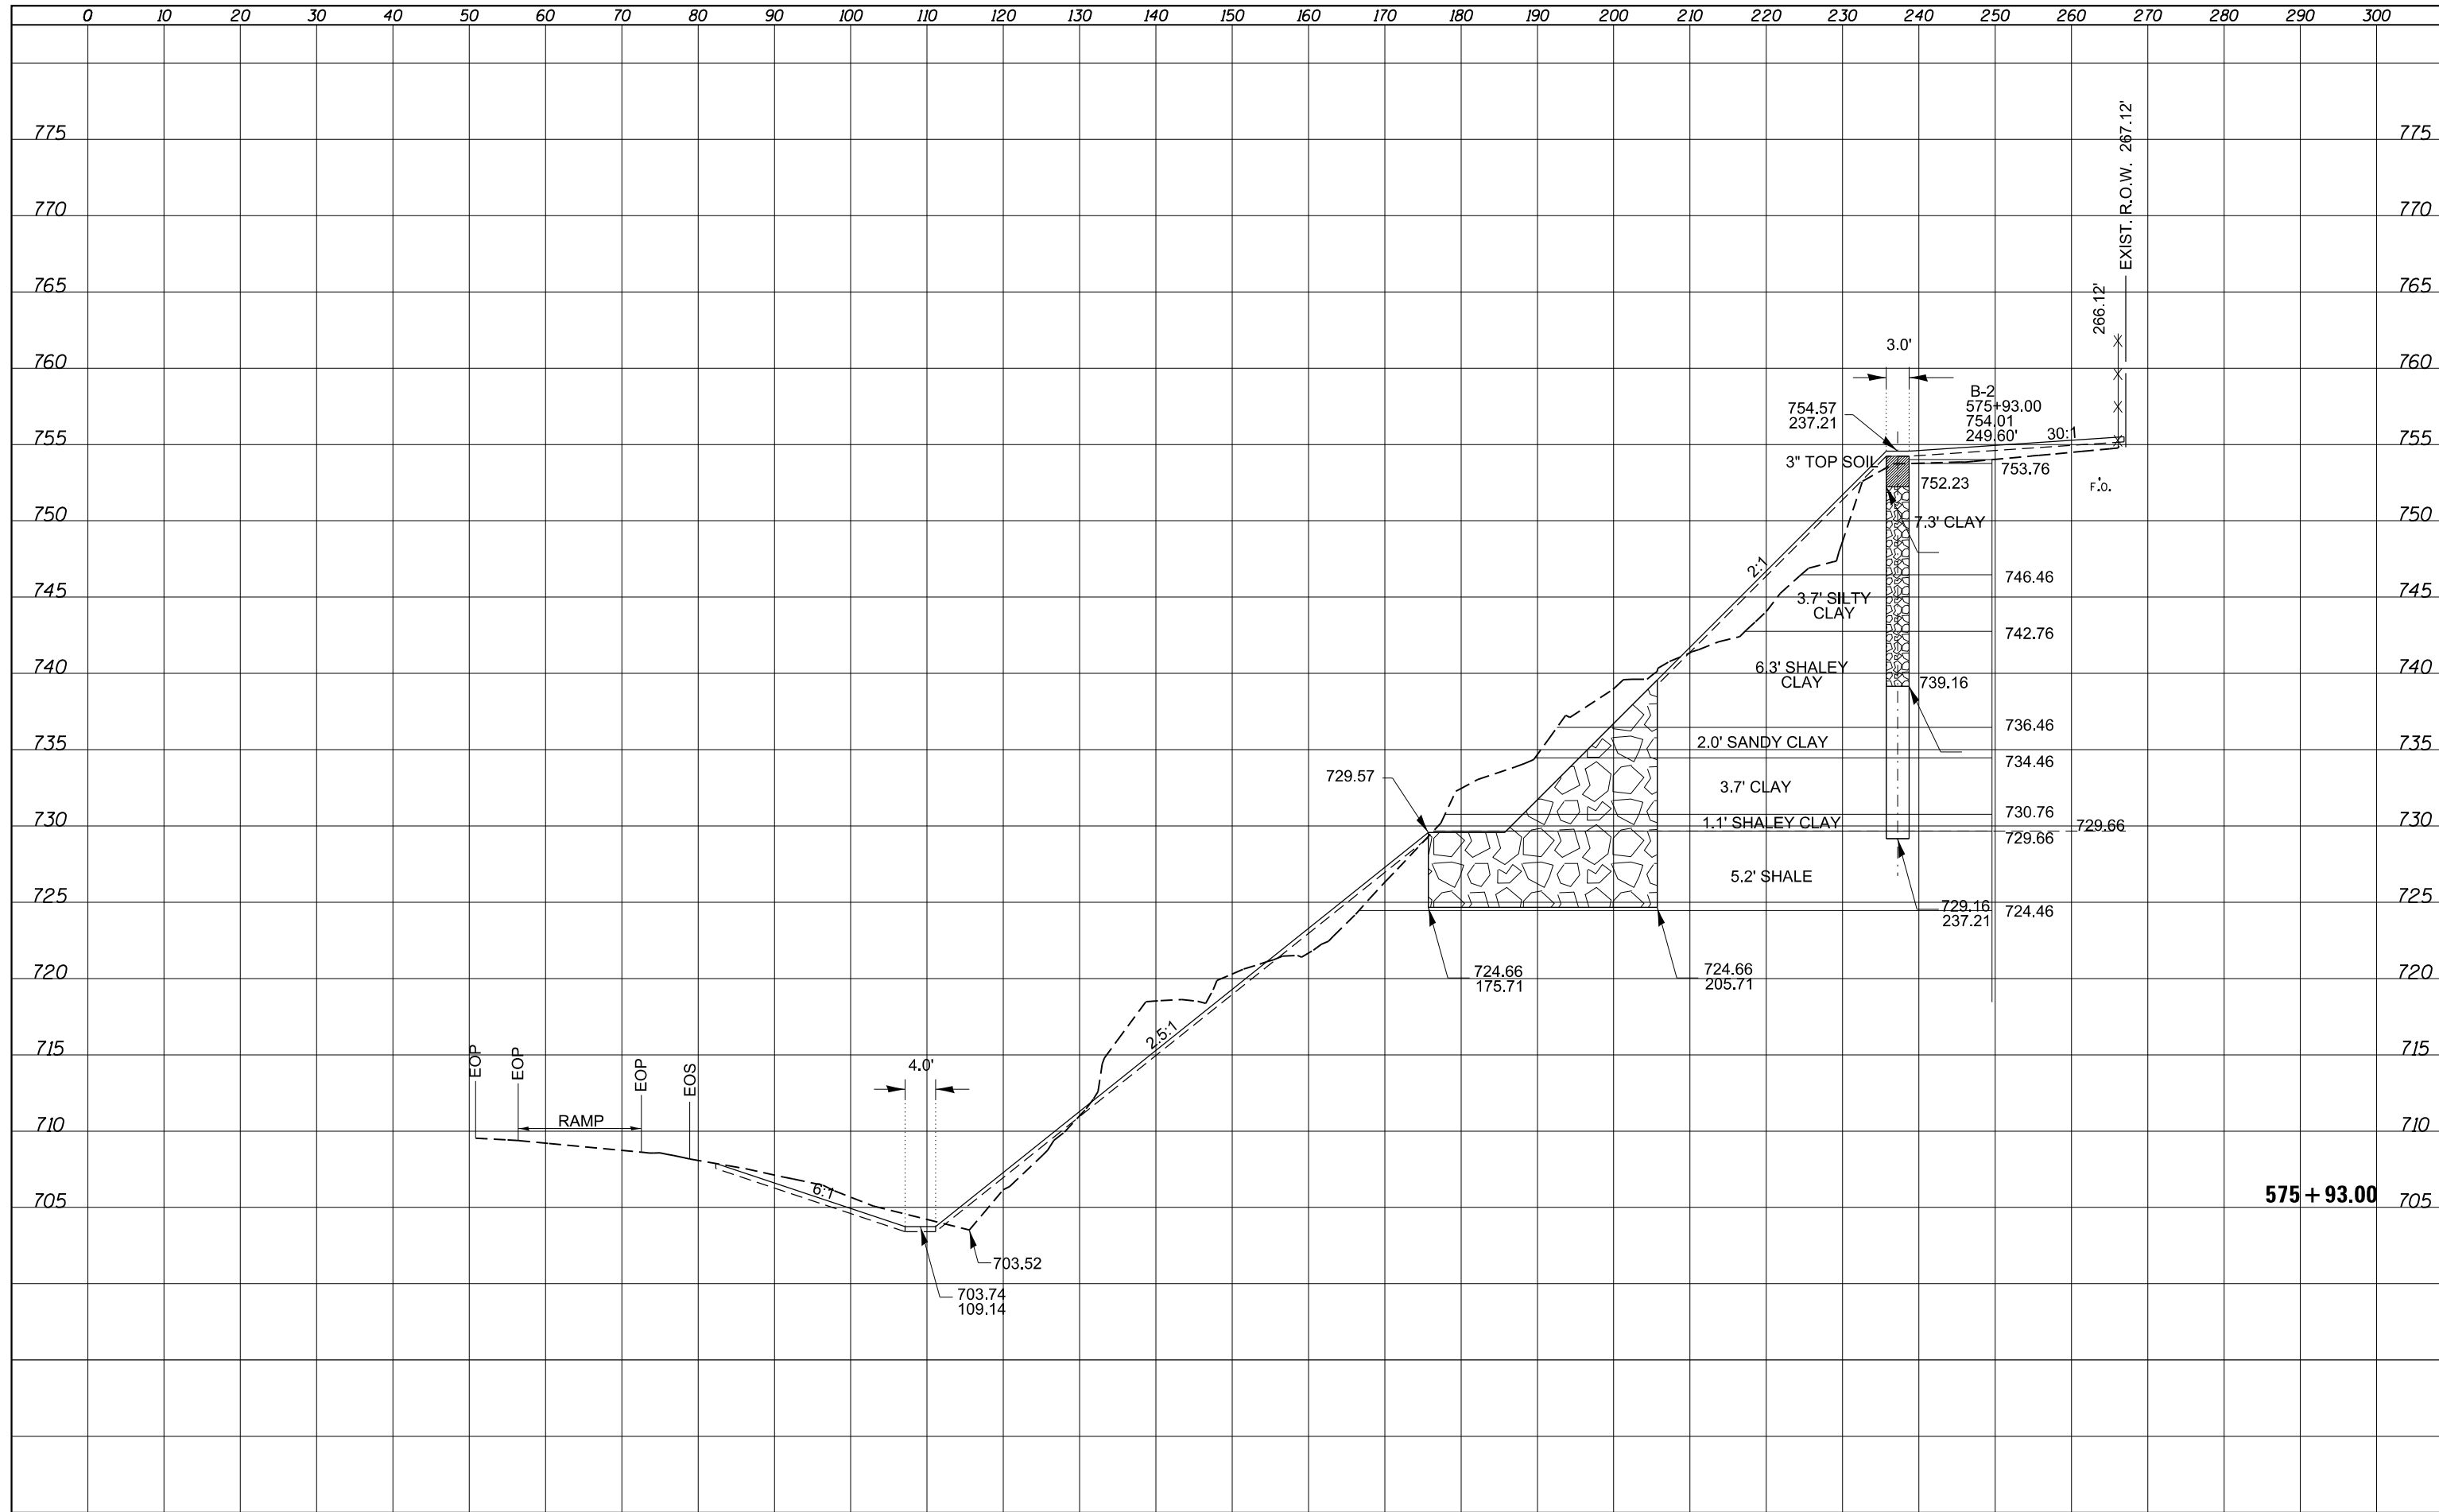 0 10 20 30 40 50 60 70 80 90 100 110 120 130 140 150 160 170 180 190 200 210 220 230 240 250 260 270 280 290 300
775 775
770 770
765 765
760 760
755 755
750 750
745 745
740 740
735 735
730 730
725 725
720 720
715 715
710 710
705 705
EXIST. R.O.W. 267.12'
266.12'
3.0'
B-2
575+93.00
754.01
249.60'
754.57
237.21
30:1
3" TOP SOIL
753.76
752.23
F.O.
7.3' CLAY
2:1
746.46
3.7' SILTY
CLAY
742.76
6.3' SHALEY
CLAY
739.16
736.46
2.0' SANDY CLAY
734.46
729.57
3.7' CLAY
730.76
1.1' SHALEY CLAY
729.66
729.66
5.2' SHALE
729.16
237.21
724.46
724.66
175.71
724.66
205.71
2.5:1
EOP
EOP
EOP
EOS
RAMP
4.0'
6:1
575+93.00
703.52
703.74
109.14